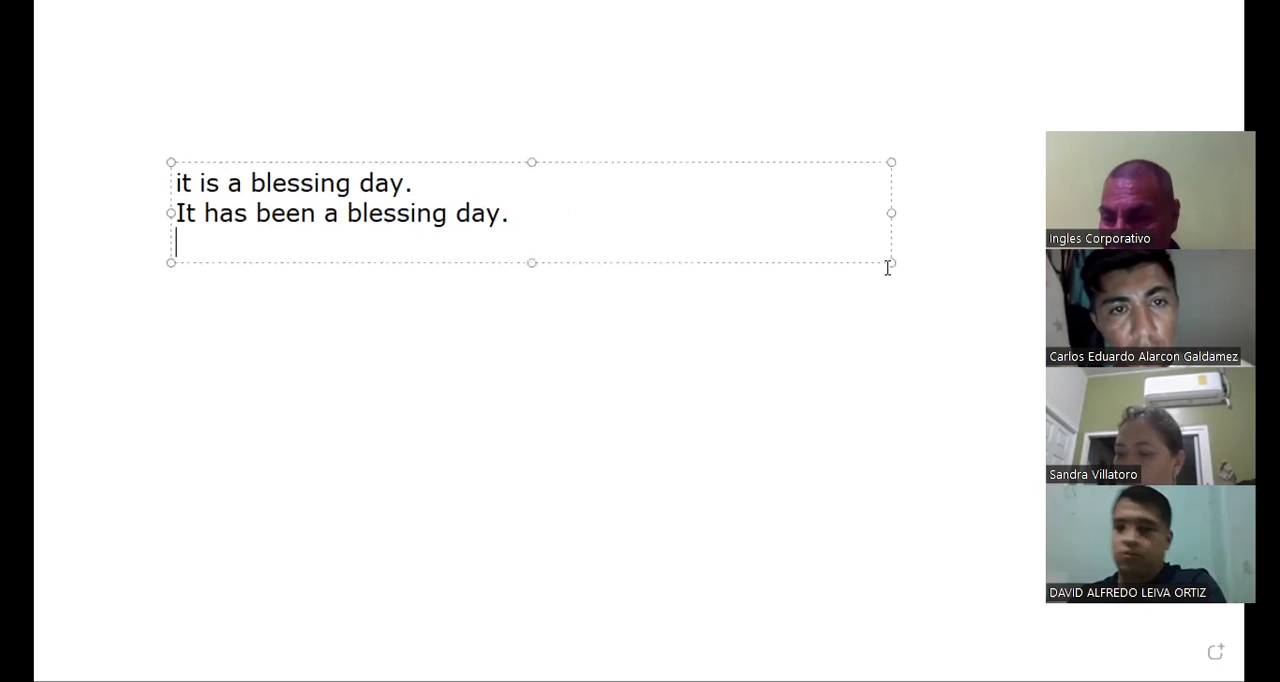 it is a blessing day.
It has been a blessing day.
Ingles Corporativo
Carlos Eduardo Alarcon Galdamez
Sandra Villatoro
DAVID ALFREDO LEIVA ORTIZ